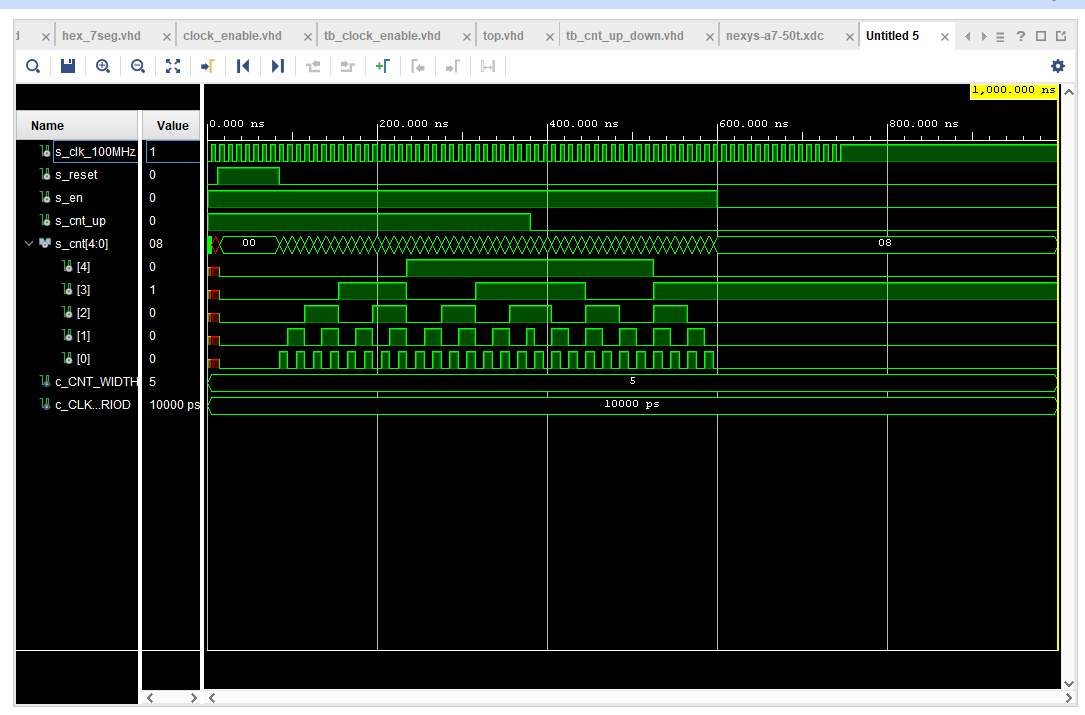 hex_7seg.vhd clock_enable.vhd tb_clock_enable.vhd top.vhd tb_cnt_up_down.vhd nexys-a7-50t.xdc Untitled 5
1,000.000 ns
Name Value 0.000 ns 200.000 ns 400.000 ns 600.000 ns 800.000 ns
s_clk_100MHz 1
s_reset 0
s_en 0
s_cnt_up 0
s_cnt[4:0] 08 00 08
[4] 0
[3] 1
[2] 0
[1] 0
[0] 0
c_CNT_WIDTH 5 5
c_CLK...RIOD 10000 ps 10000 ps